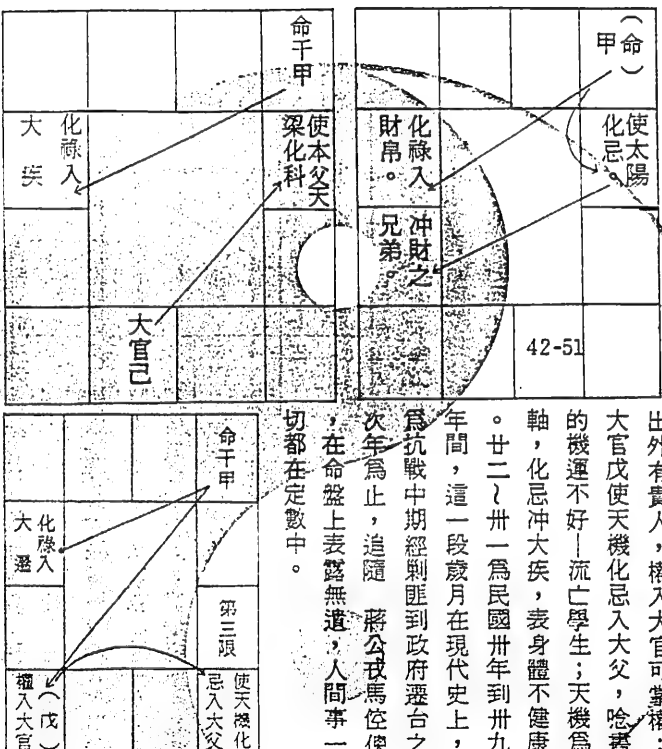 (命)
甲
使太陽
化忌。
化祿入
財帛。
冲財之
兄弟。
42-51
命干甲
使本父天
梁化科
化祿入
大疾
大官己
出外有貴人,權入大官可掌權,
大官戊使天機化忌入大父,唸書
的機運不好—流亡學生;天機爲
軸,化忌冲大疾,表身體不健康
。廿二~卅一爲民國卅年到卅九
年間,這一段歲月在現代史上,
爲抗戰中期經剿匪到政府遷台之
次年爲止,追隨 蔣公戎馬倥傯
,在命盤上表露無遺,人間事一
切都在定數中。
命干甲
化祿入
大遷
第三限
使天機化
忌入大父
(戊)
權入大官